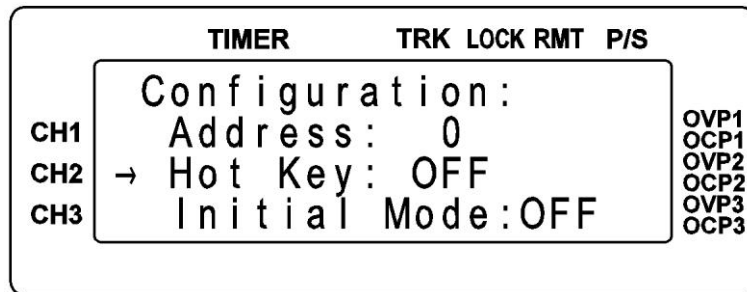 TIMER TRK LOCK RMT P/S
Configuration:
CH1 Address: 0 OVP1
OCP1
CH2 → Hot Key: OFF OVP2
OCP2
CH3 Initial Mode:OFF OVP3
OCP3